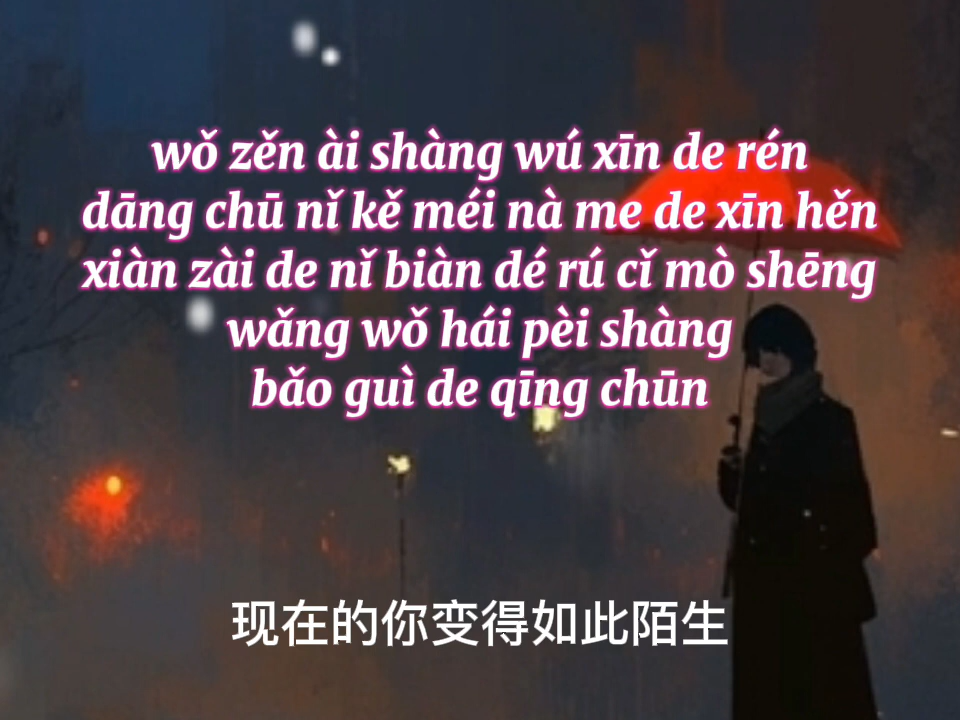 wǒ zěn ài shàng wú xīn de rén
dāng chū nǐ kě méi nà me de xīn hěn
xiàn zài de nǐ biàn dé rú cǐ mò shēng
wǎng wǒ hái pèi shàng
bǎo guì de qīng chūn
现在的你变得如此陌生